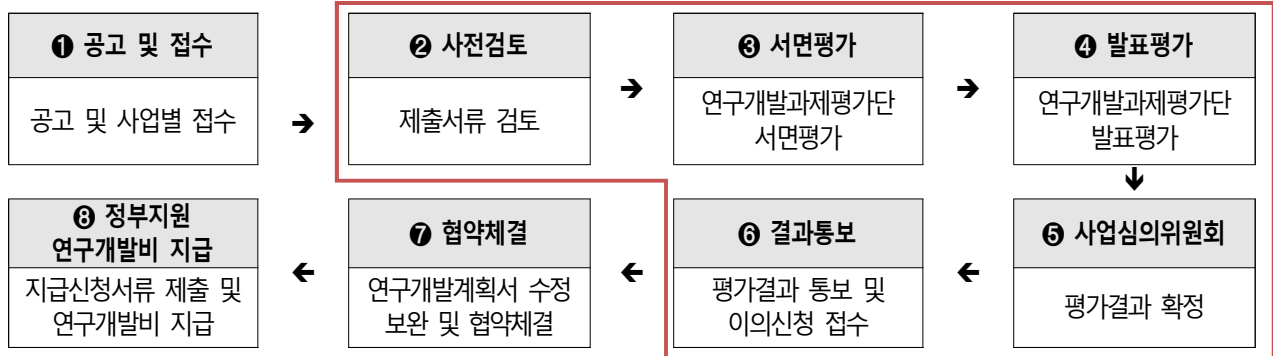 ❶ 공고 및 접수
공고 및 사업별 접수
➔
❷ 사전검토
제출서류 검토
➔
❸ 서면평가
연구개발과제평가단
서면평가
➔
❹ 발표평가
연구개발과제평가단
발표평가
🡫
❺ 사업심의위원회
평가결과 확정
🡨
❻ 결과통보
평가결과 통보 및
이의신청 접수
🡨
❼ 협약체결
연구개발계획서 수정
보완 및 협약체결
🡨
❽ 정부지원
연구개발비 지급
지급신청서류 제출 및
연구개발비 지급